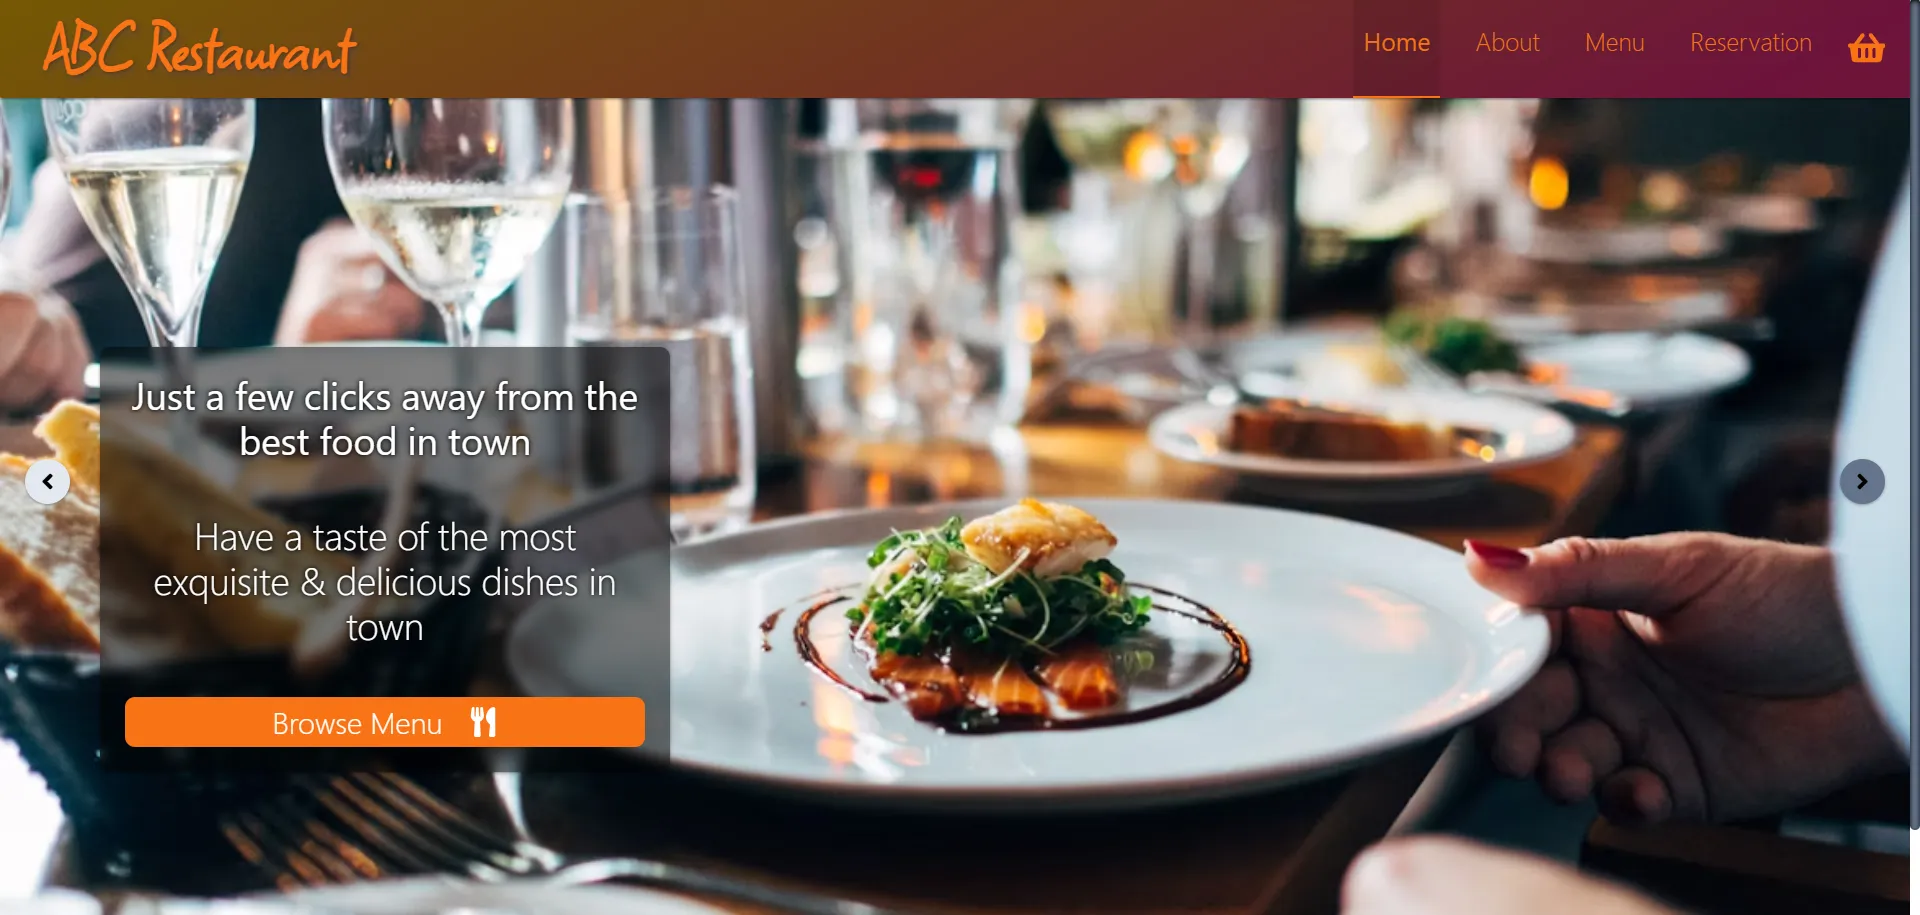 ABC Restaurant
Home About Menu Reservation
Just a few clicks away from the
best food in town
Have a taste of the most
exquisite & delicious dishes in
town
Browse Menu